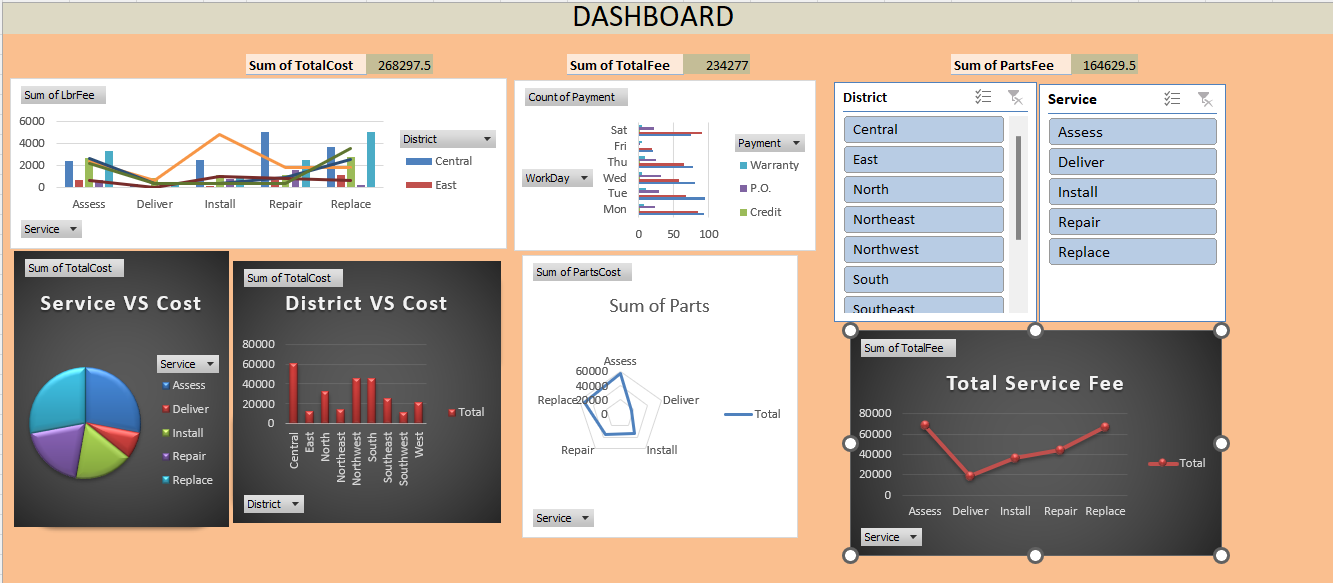 DASHBOARD
Sum of TotalCost 268297.5
Sum of TotalFee 234277
Sum of PartsFee 164629.5
Sum of LbrFee
6000
4000
2000
0
Assess Deliver Install Repair Replace
District
Central
East
Service
Count of Payment
WorkDay
Sat
Fri
Thu
Wed
Tue
Mon
0 50 100
Payment
Warranty
P.O.
Credit
District
Central
East
North
Northeast
Northwest
South
Southeast
Service
Assess
Deliver
Install
Repair
Replace
Sum of TotalCost
Service VS Cost
Service
Assess
Deliver
Install
Repair
Replace
Sum of TotalCost
District VS Cost
80000
60000
40000
20000
0
Central
East
North
Northeast
Northwest
South
Southeast
Southwest
West
Total
District
Sum of PartsCost
Sum of Parts
Assess
60000
40000
20000
0
Replace
Deliver
Repair
Install
Total
Service
Sum of TotalFee
Total Service Fee
80000
60000
40000
20000
0
Assess Deliver Install Repair Replace
Total
Service